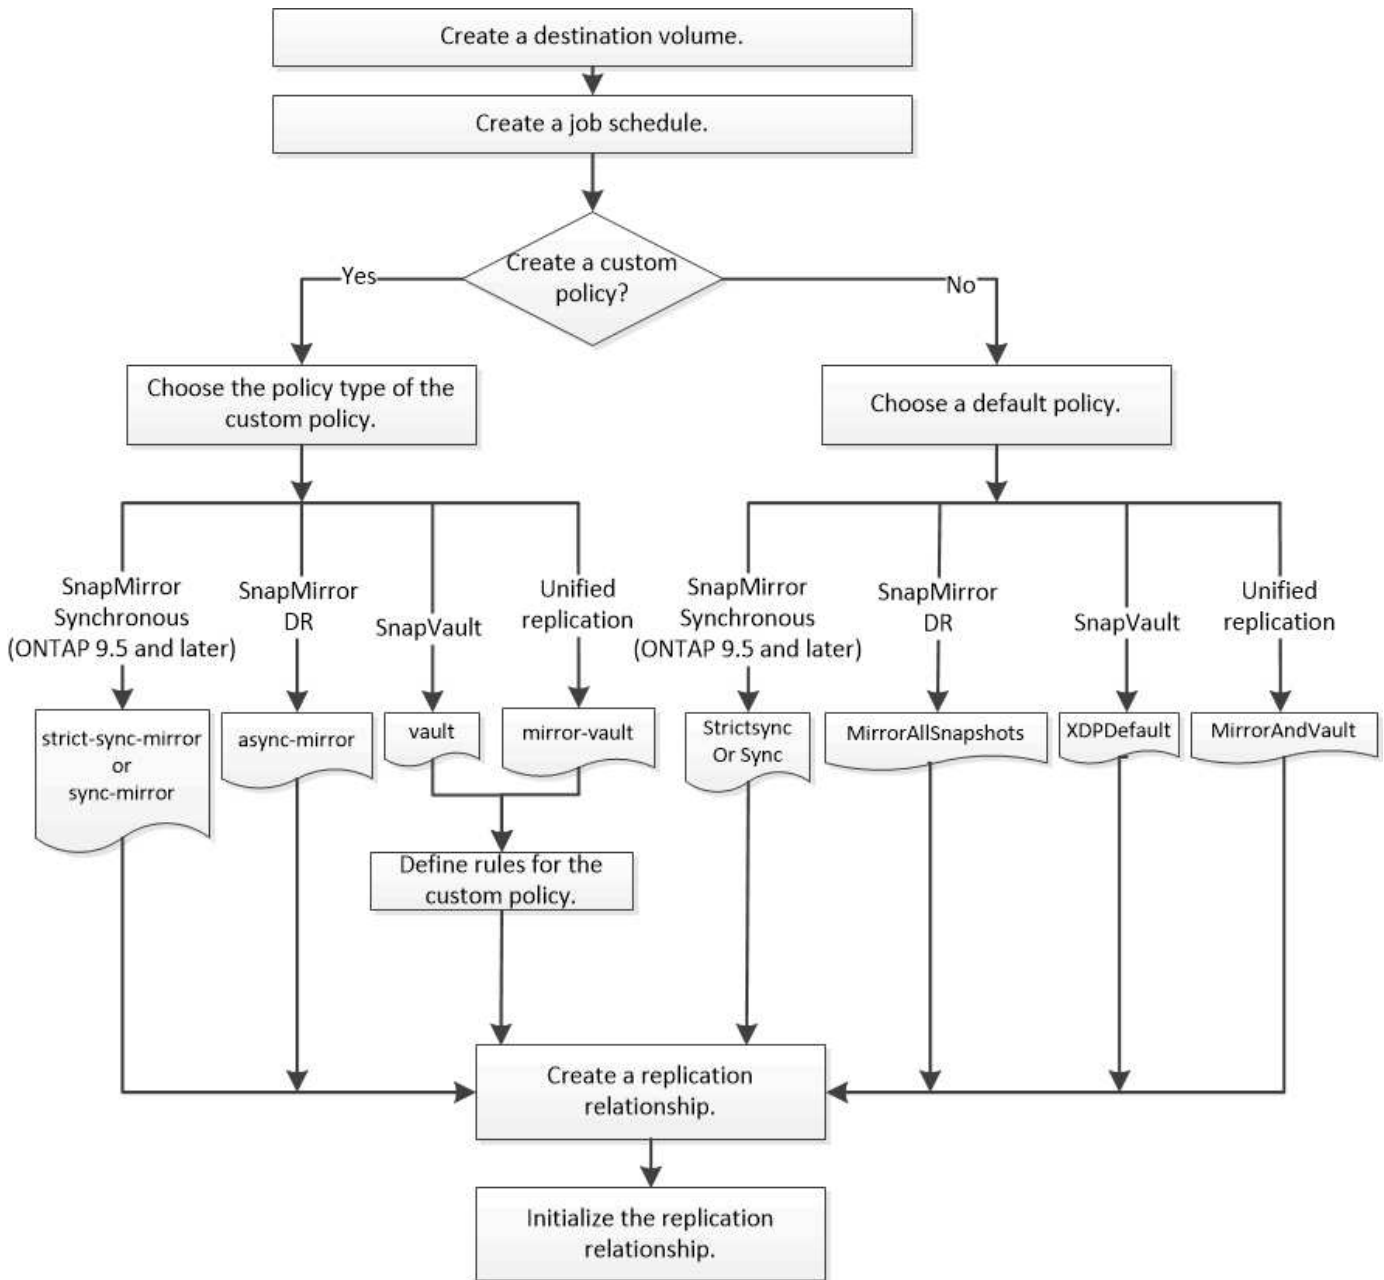 Create a destination volume.
Create a job schedule.
Create a custom
policy?
Yes
No
Choose the policy type of the
custom policy.
Choose a default policy.
SnapMirror
Synchronous
(ONTAP 9.5 and later)
SnapMirror
DR
SnapVault
Unified
replication
SnapMirror
Synchronous
(ONTAP 9.5 and later)
SnapMirror
DR
SnapVault
Unified
replication
strict-sync-mirror
or
sync-mirror
async-mirror
vault
mirror-vault
Strictsync
Or Sync
MirrorAllSnapshots
XDPDefault
MirrorAndVault
Define rules for the
custom policy.
Create a replication
relationship.
Initialize the replication
relationship.